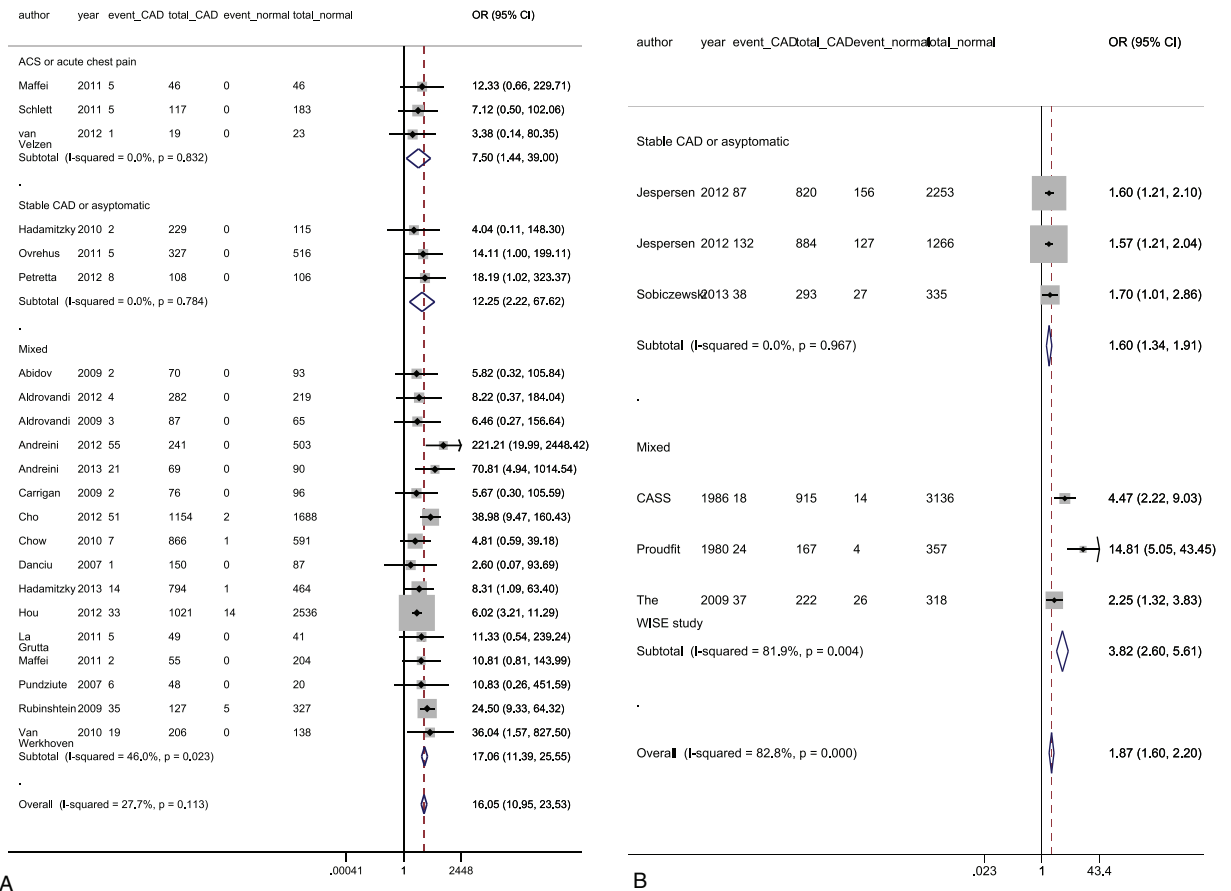 author year event_CAD total_CAD event_normal total_normal OR (95% CI)
ACS or acute chest pain
Maffei 2011 5 46 0 46 12.33 (0.66, 229.71)
Schlett 2011 5 117 0 183 7.12 (0.50, 102.06)
van Velzen 2012 1 19 0 23 3.38 (0.14, 80.35)
Subtotal (I-squared = 0.0%, p = 0.832) 7.50 (1.44, 39.00)
.
Stable CAD or asyptomatic
Hadamitzky 2010 2 229 0 115 4.04 (0.11, 148.30)
Ovrehus 2011 5 327 0 516 14.11 (1.00, 199.11)
Petretta 2012 8 108 0 106 18.19 (1.02, 323.37)
Subtotal (I-squared = 0.0%, p = 0.784) 12.25 (2.22, 67.62)
.
Mixed
Abidov 2009 2 70 0 93 5.82 (0.32, 105.84)
Aldrovandi 2012 4 282 0 219 8.22 (0.37, 184.04)
Aldrovandi 2009 3 87 0 65 6.46 (0.27, 156.64)
Andreini 2012 55 241 0 503 221.21 (19.99, 2448.42)
Andreini 2013 21 69 0 90 70.81 (4.94, 1014.54)
Carrigan 2009 2 76 0 96 5.67 (0.30, 105.59)
Cho 2012 51 1154 2 1688 38.98 (9.47, 160.43)
Chow 2010 7 866 1 591 4.81 (0.59, 39.18)
Danciu 2007 1 150 0 87 2.60 (0.07, 93.69)
Hadamitzky 2013 14 794 1 464 8.31 (1.09, 63.40)
Hou 2012 33 1021 14 2536 6.02 (3.21, 11.29)
La Grutta 2011 5 49 0 41 11.33 (0.54, 239.24)
Maffei 2011 2 55 0 204 10.81 (0.81, 143.99)
Pundziute 2007 6 48 0 20 10.83 (0.26, 451.59)
Rubinshtein 2009 35 127 5 327 24.50 (9.33, 64.32)
Van Werkhoven 2010 19 206 0 138 36.04 (1.57, 827.50)
Subtotal (I-squared = 46.0%, p = 0.023) 17.06 (11.39, 25.55)
.
Overall (I-squared = 27.7%, p = 0.113) 16.05 (10.95, 23.53)
.00041 1 2448
A
author year event_CAD total_CAD event_normal total_normal OR (95% CI)
Stable CAD or asyptomatic
Jespersen 2012 87 820 156 2253 1.60 (1.21, 2.10)
Jespersen 2012 132 884 127 1266 1.57 (1.21, 2.04)
Sobiczewski 2013 38 293 27 335 1.70 (1.01, 2.86)
Subtotal (I-squared = 0.0%, p = 0.967) 1.60 (1.34, 1.91)
.
Mixed
CASS 1986 18 915 14 3136 4.47 (2.22, 9.03)
Proudfit 1980 24 167 4 357 14.81 (5.05, 43.45)
The WISE study 2009 37 222 26 318 2.25 (1.32, 3.83)
Subtotal (I-squared = 81.9%, p = 0.004) 3.82 (2.60, 5.61)
.
Overall (I-squared = 82.8%, p = 0.000) 1.87 (1.60, 2.20)
.023 1 43.4
B